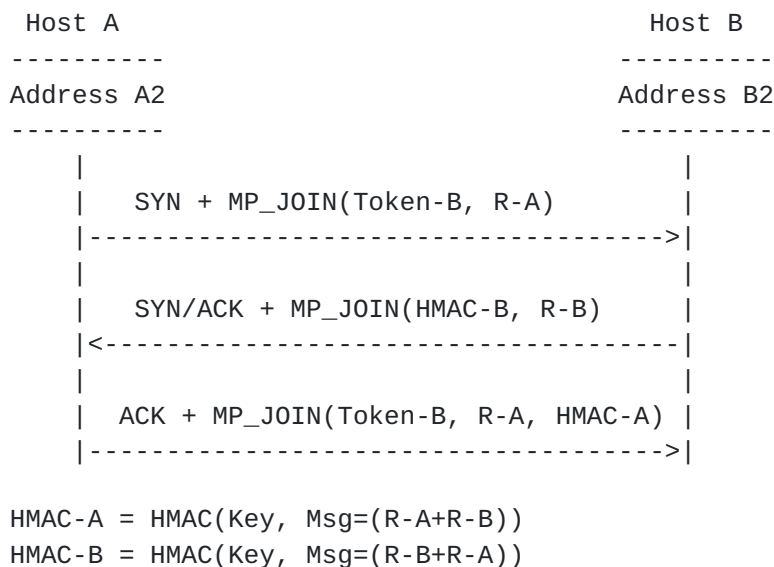 Host A                                  Host B
----------                              ----------
Address A2                              Address B2
----------                              ----------
    |                                       |
    |   SYN + MP_JOIN(Token-B, R-A)         |
    |-------------------------------------->|
    |                                       |
    |   SYN/ACK + MP_JOIN(HMAC-B, R-B)      |
    |<--------------------------------------|
    |                                       |
    |  ACK + MP_JOIN(Token-B, R-A, HMAC-A)  |
    |-------------------------------------->|
HMAC-A = HMAC(Key, Msg=(R-A+R-B))
HMAC-B = HMAC(Key, Msg=(R-B+R-A))